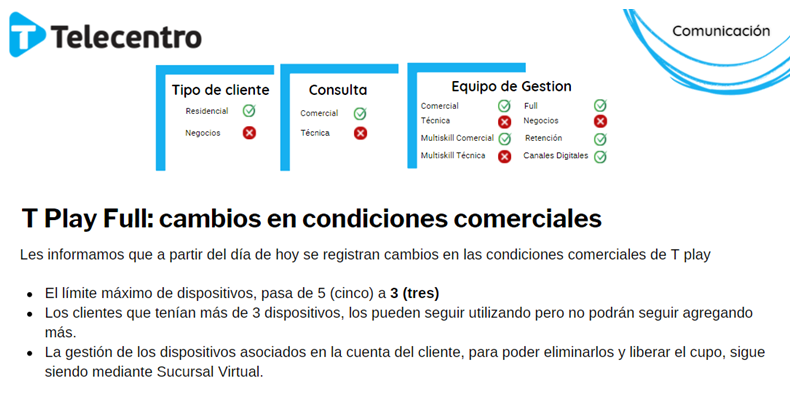 Telecentro
Comunicación
Tipo de cliente
Residencial
Negocios
Consulta
Comercial
Técnica
Equipo de Gestion
Comercial Full
Técnica Negocios
Multiskill Comercial Retención
Multiskill Técnica Canales Digitales
T Play Full: cambios en condiciones comerciales
Les informamos que a partir del día de hoy se registran cambios en las condiciones comerciales de T play
• El límite máximo de dispositivos, pasa de 5 (cinco) a 3 (tres)
• Los clientes que tenían más de 3 dispositivos, los pueden seguir utilizando pero no podrán seguir agregando
más.
• La gestión de los dispositivos asociados en la cuenta del cliente, para poder eliminarlos y liberar el cupo, sigue
siendo mediante Sucursal Virtual.